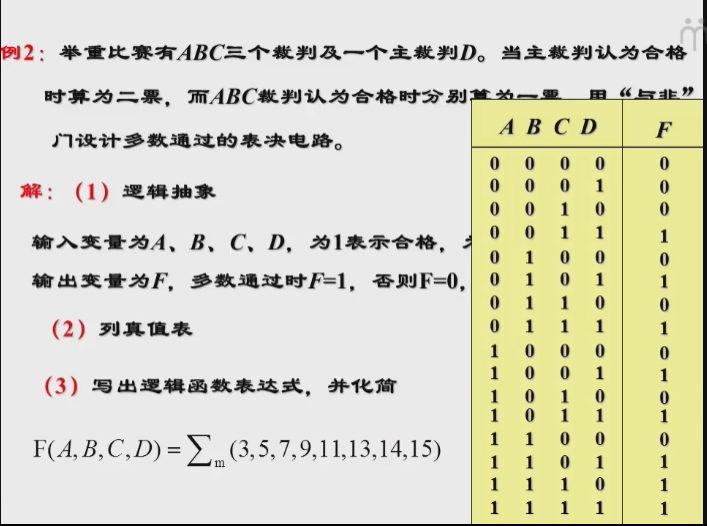 例2：举重比赛有ABC三个裁判及一个主裁判D。当主裁判认为合格
时算为二票，而ABC裁判认为合格时分别算为一票。用“与非”
门设计多数通过的表决电路。
解：（1）逻辑抽象
输入变量为A、B、C、D，为1表示合格，
输出变量为F，多数通过时F=1，否则F=0，
（2）列真值表
（3）写出逻辑函数表达式，并化简
F(A,B,C,D)=∑m(3,5,7,9,11,13,14,15)
A B C D F
0 0 0 0 0
0 0 0 1 0
0 0 1 0 0
0 0 1 1 1
0 1 0 0 0
0 1 0 1 1
0 1 1 0 0
0 1 1 1 1
1 0 0 0 0
1 0 0 1 1
1 0 1 0 0
1 0 1 1 1
1 1 0 0 0
1 1 0 1 1
1 1 1 0 1
1 1 1 1 1